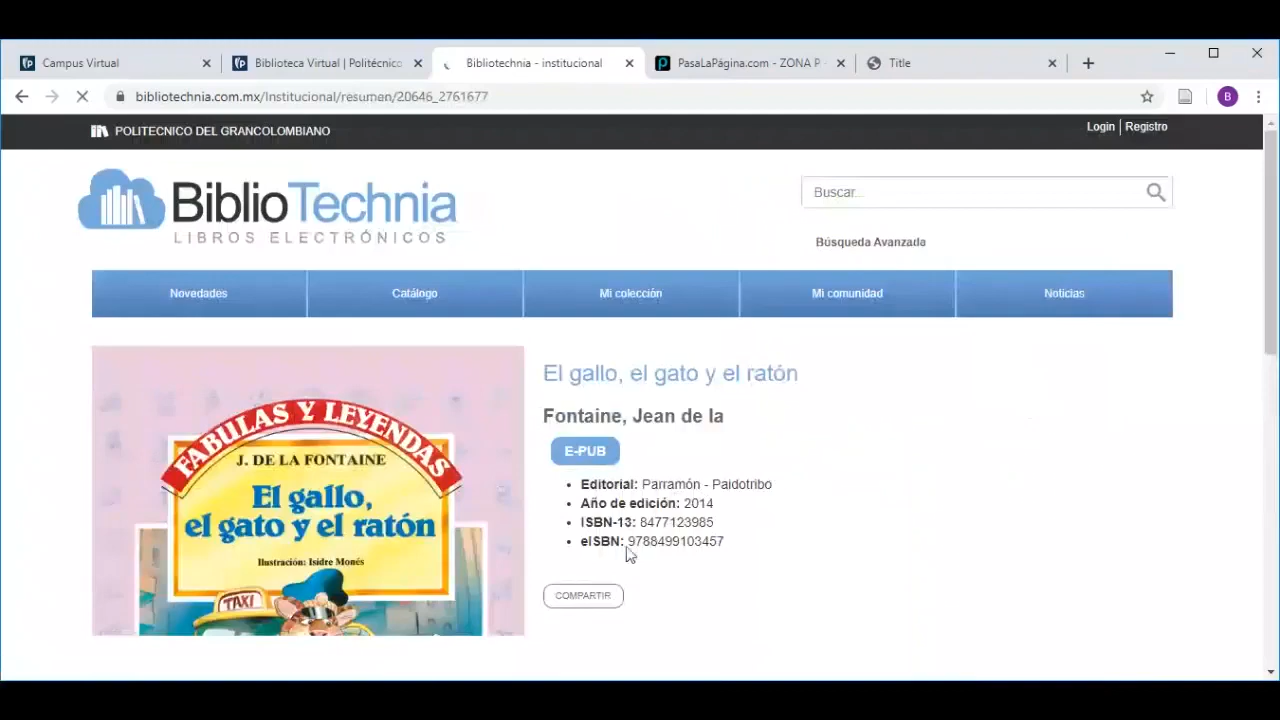 Campus Virtual
Biblioteca Virtual | Politécnico
Bibliotechnia - institucional
PasaLaPágina.com - ZONA P
Title
bibliotechnia.com.mx/Institucional/resumen/20646_2761677
B
POLITECNICO DEL GRANCOLOMBIANO
Login | Registro
BiblioTechnia
LIBROS ELECTRÓNICOS
Buscar...
Búsqueda Avanzada
Novedades
Catálogo
Mi colección
Mi comunidad
Noticias
FABULAS Y LEYENDAS
J. DE LA FONTAINE
El gallo,
el gato y el ratón
Ilustración: Isidre Monés
TAXI
El gallo, el gato y el ratón
Fontaine, Jean de la
E-PUB
Editorial: Parramón - Paidotribo
Año de edición: 2014
ISBN-13: 8477123985
eISBN: 9788499103457
COMPARTIR